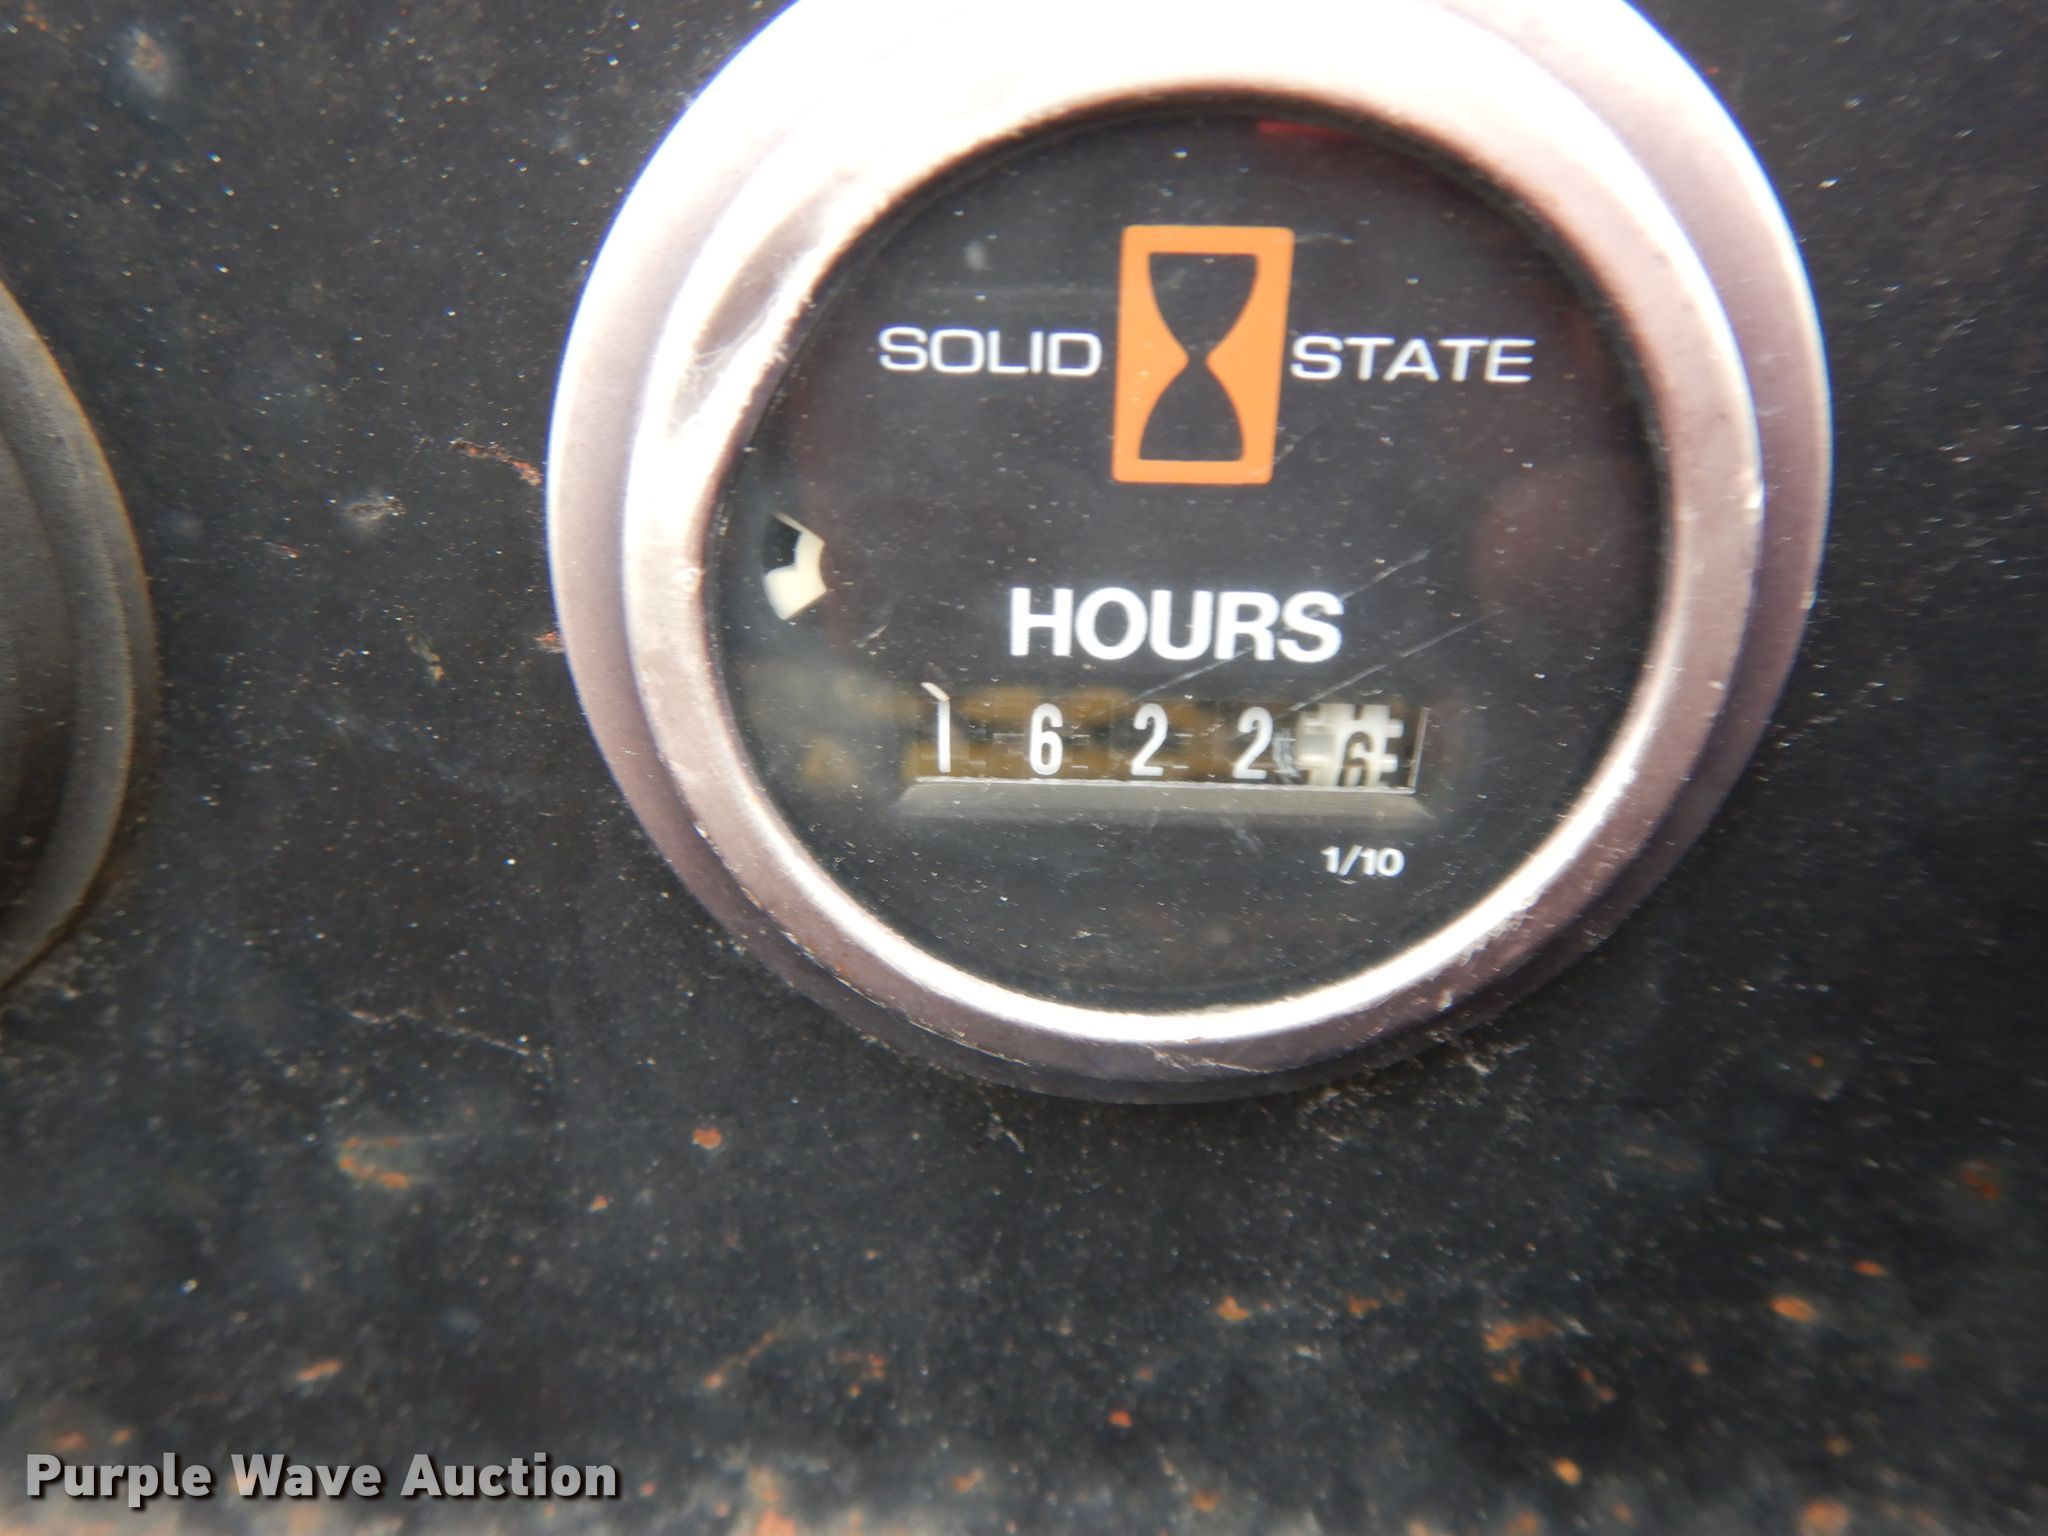 SOLID STATE
HOURS
1 6 2 2 6
1/10
Purple Wave Auction